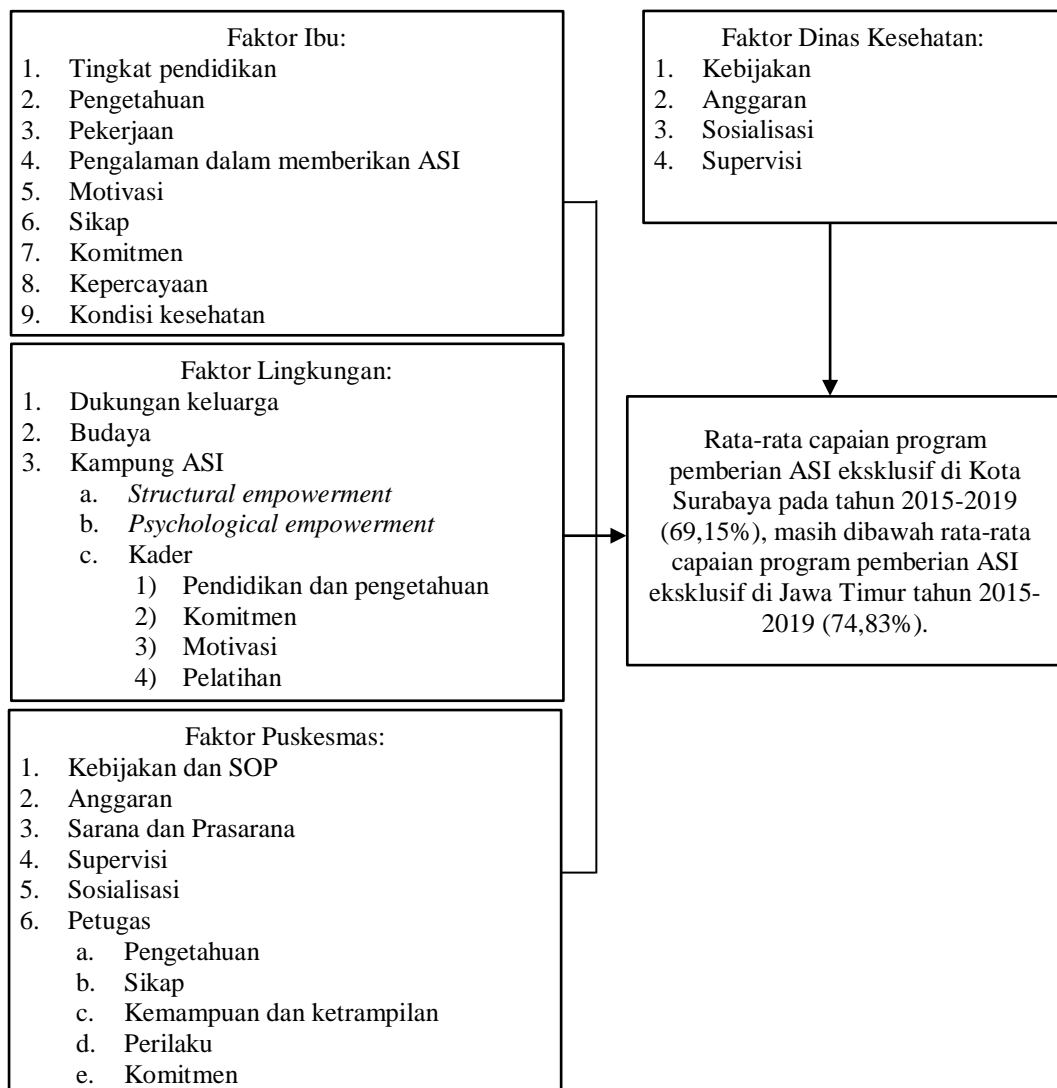 Faktor Ibu:
1. Tingkat pendidikan
2. Pengetahuan
3. Pekerjaan
4. Pengalaman dalam memberikan ASI
5. Motivasi
6. Sikap
7. Komitmen
8. Kepercayaan
9. Kondisi kesehatan
Faktor Lingkungan:
1. Dukungan keluarga
2. Budaya
3. Kampung ASI
a. Structural empowerment
b. Psychological empowerment
c. Kader
1) Pendidikan dan pengetahuan
2) Komitmen
3) Motivasi
4) Pelatihan
Faktor Puskesmas:
1. Kebijakan dan SOP
2. Anggaran
3. Sarana dan Prasarana
4. Supervisi
5. Sosialisasi
6. Petugas
a. Pengetahuan
b. Sikap
c. Kemampuan dan ketrampilan
d. Perilaku
e. Komitmen
Faktor Dinas Kesehatan:
1. Kebijakan
2. Anggaran
3. Sosialisasi
4. Supervisi
Rata-rata capaian program
pemberian ASI eksklusif di Kota
Surabaya pada tahun 2015-2019
(69,15%), masih dibawah rata-rata
capaian program pemberian ASI
eksklusif di Jawa Timur tahun 2015-
2019 (74,83%).